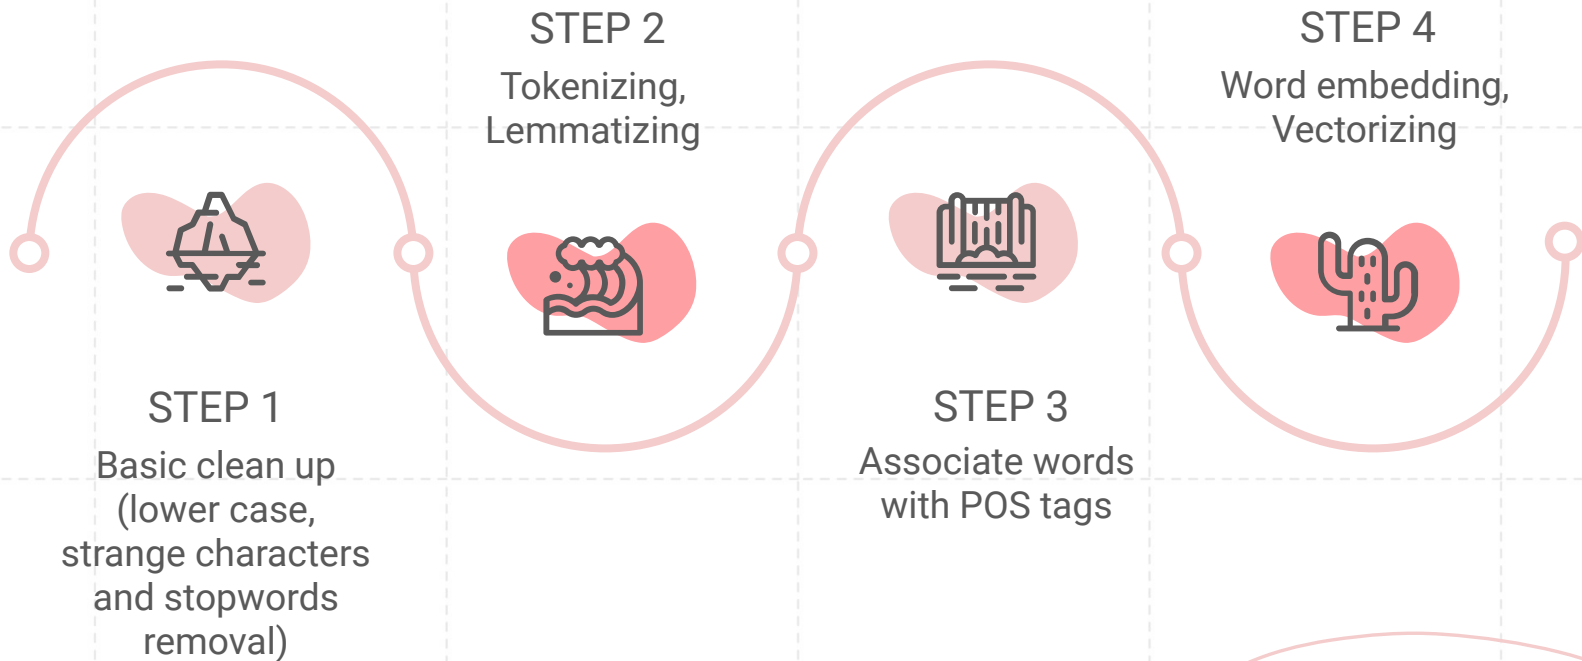 STEP 1
Basic clean up
(lower case,
strange characters
and stopwords
removal)
STEP 2
Tokenizing,
Lemmatizing
STEP 3
Associate words
with POS tags
STEP 4
Word embedding,
Vectorizing